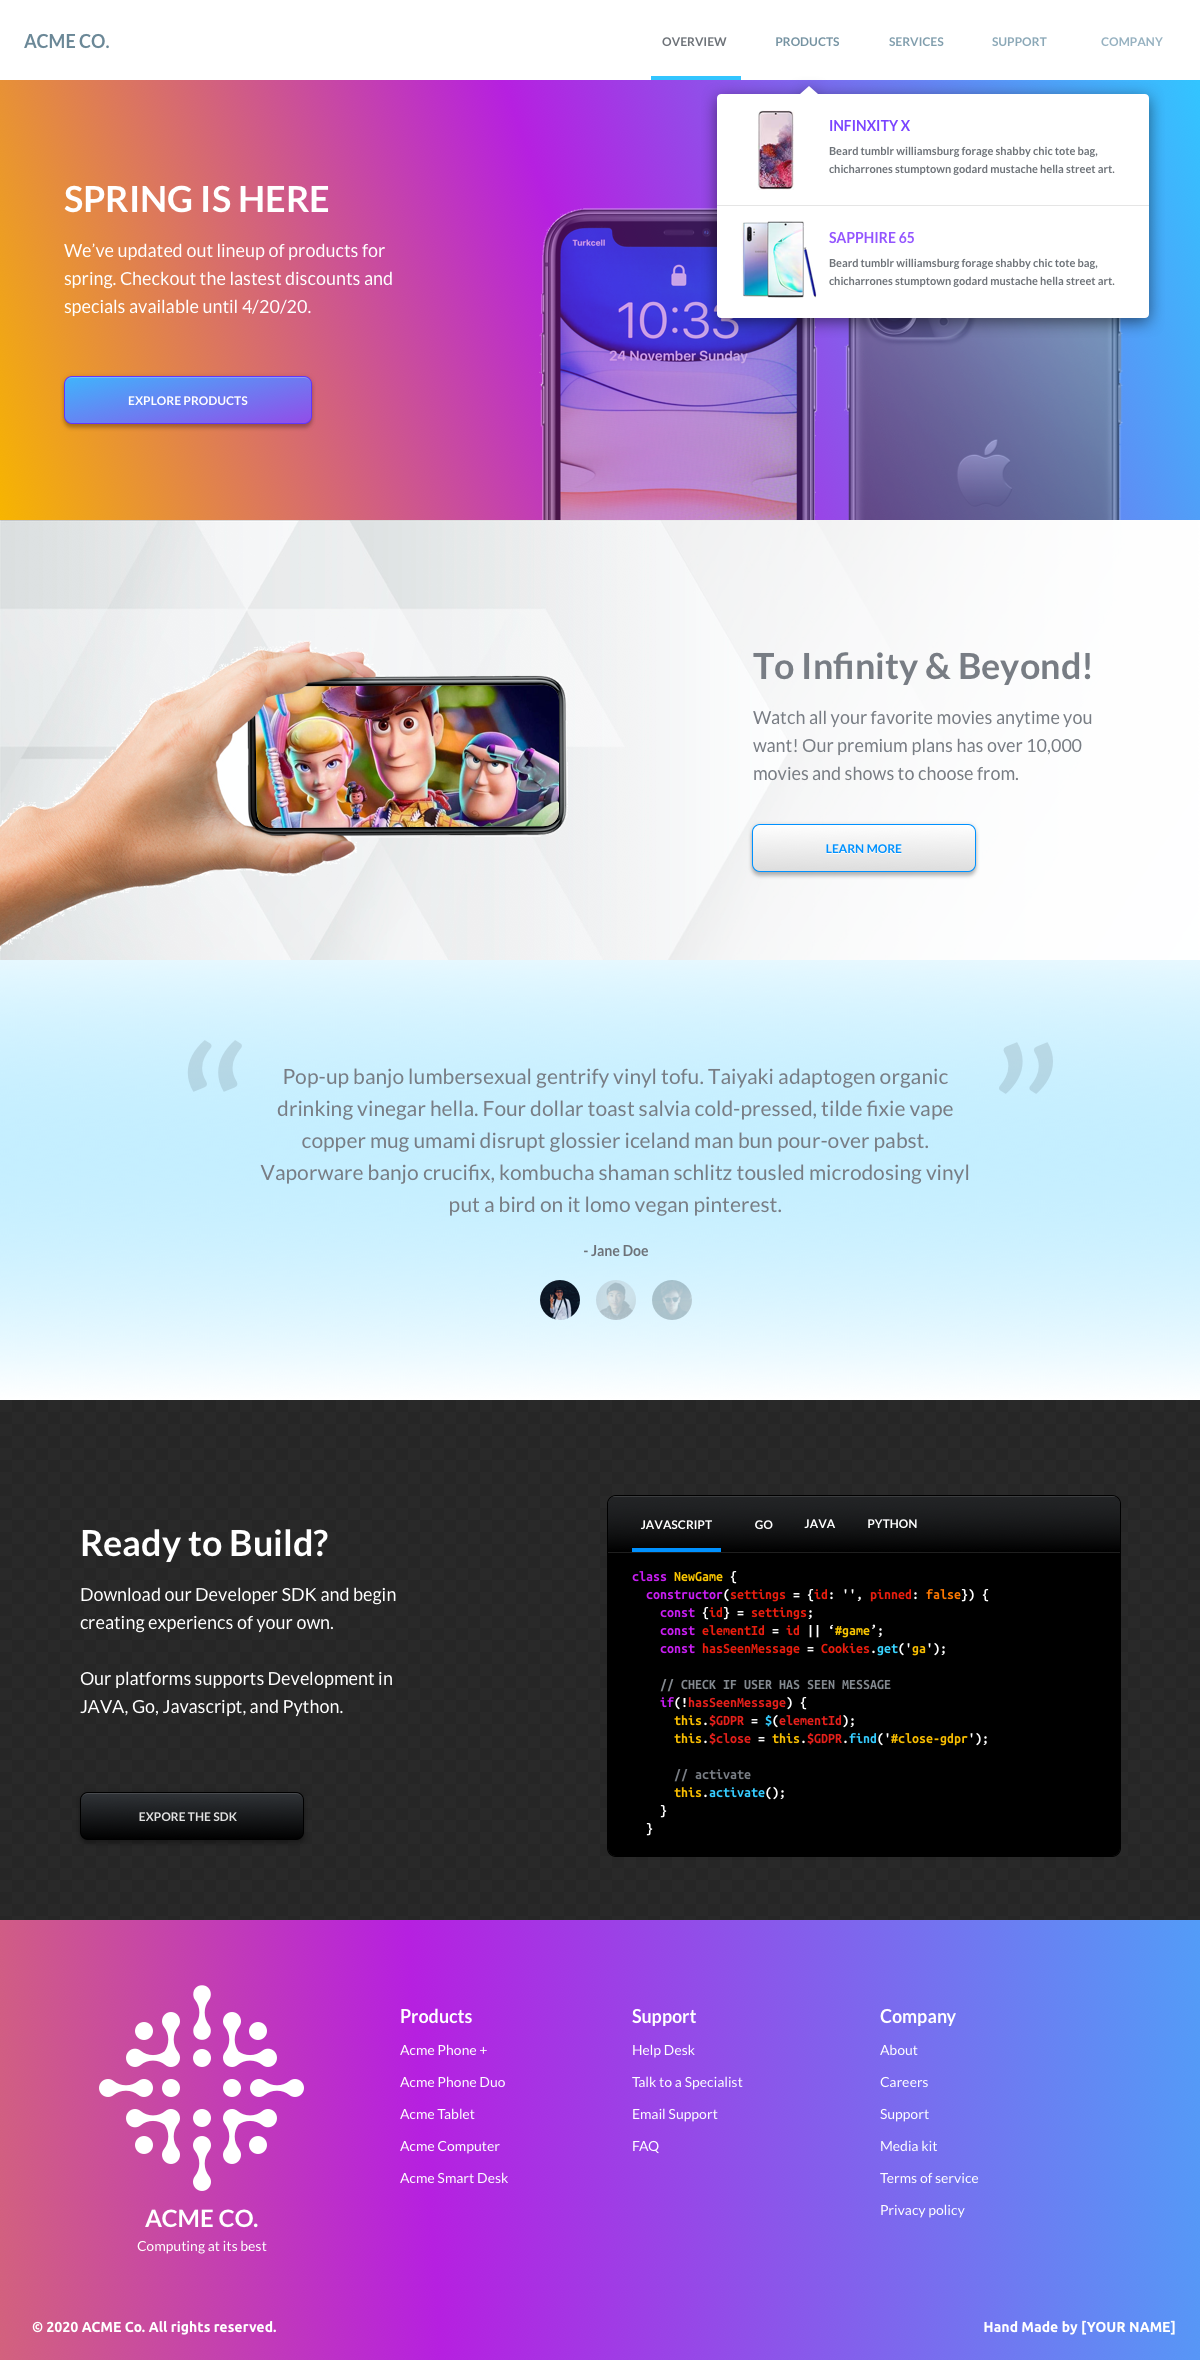 ACME CO.
OVERVIEW
PRODUCTS
SERVICES
SUPPORT
COMPANY
INFINXITY X
Beard tumblr williamsburg forage shabby chic tote bag,
chicharrones stumptown godard mustache hella street art.
SAPPHIRE 65
Beard tumblr williamsburg forage shabby chic tote bag,
chicharrones stumptown godard mustache hella street art.
SPRING IS HERE
We’ve updated out lineup of products for
spring. Checkout the lastest discounts and
specials available until 4/20/20.
EXPLORE PRODUCTS
Turkcell
10:33
24 November Sunday
To Infinity & Beyond!
Watch all your favorite movies anytime you
want! Our premium plans has over 10,000
movies and shows to choose from.
LEARN MORE
“
”
Pop-up banjo lumbersexual gentrify vinyl tofu. Taiyaki adaptogen organic
drinking vinegar hella. Four dollar toast salvia cold-pressed, tilde fixie vape
copper mug umami disrupt glossier iceland man bun pour-over pabst.
Vaporware banjo crucifix, kombucha shaman schlitz tousled microdosing vinyl
put a bird on it lomo vegan pinterest.
- Jane Doe
Ready to Build?
Download our Developer SDK and begin
creating experiencs of your own.
Our platforms supports Development in
JAVA, Go, Javascript, and Python.
EXPORE THE SDK
JAVASCRIPT
GO
JAVA
PYTHON
class NewGame {
  constructor(settings = {id: '', pinned: false}) {
    const {id} = settings;
    const elementId = id || ‘#game’;
    const hasSeenMessage = Cookies.get('ga');
    // CHECK IF USER HAS SEEN MESSAGE
    if(!hasSeenMessage) {
      this.$GDPR = $(elementId);
      this.$close = this.$GDPR.find('#close-gdpr');
      // activate
      this.activate();
    }
  }
ACME CO.
Computing at its best
Products
Acme Phone +
Acme Phone Duo
Acme Tablet
Acme Computer
Acme Smart Desk
Support
Help Desk
Talk to a Specialist
Email Support
FAQ
Company
About
Careers
Support
Media kit
Terms of service
Privacy policy
© 2020 ACME Co. All rights reserved.
Hand Made by [YOUR NAME]